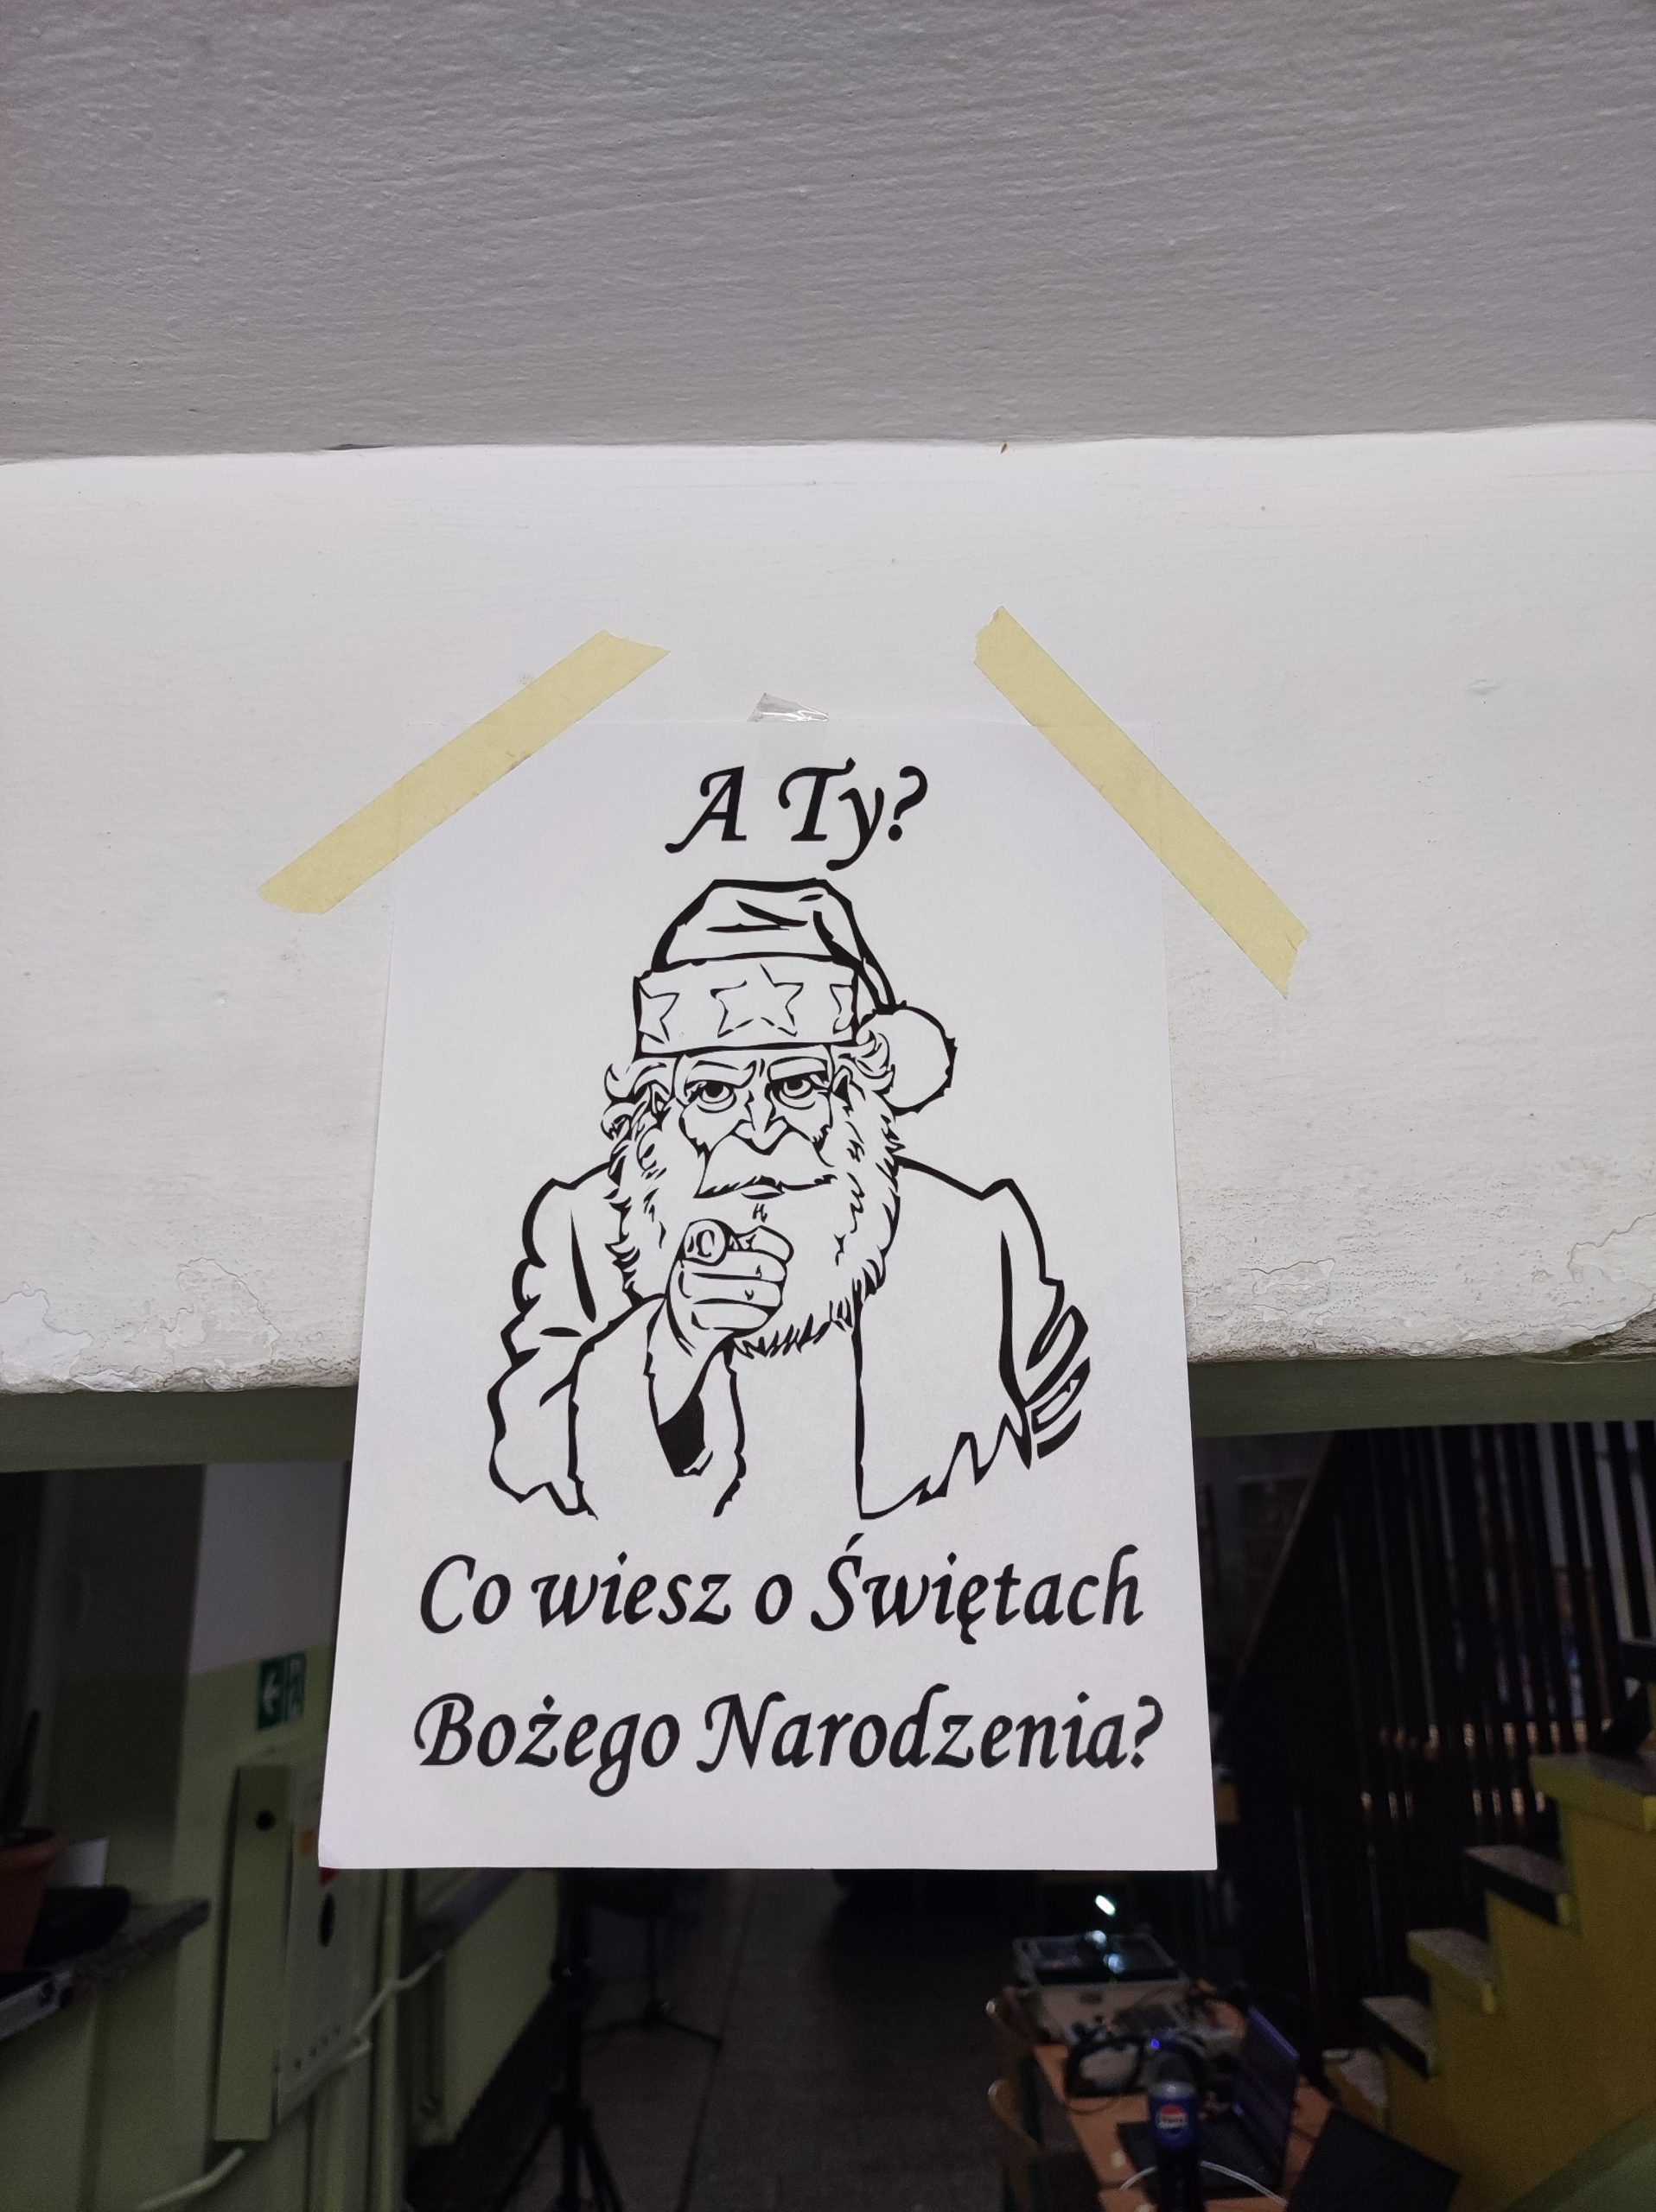 A Ty?
Co wiesz o Świętach
Bożego Narodzenia?